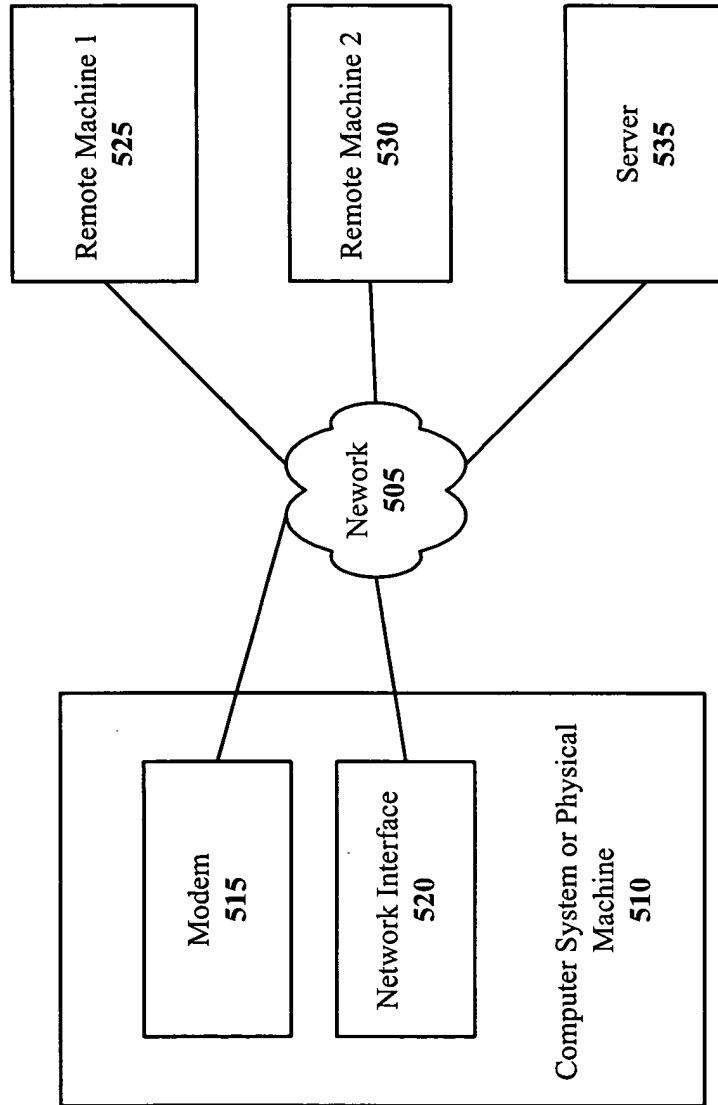 Modem
515
Network Interface
520
Computer System or Physical
Machine
510
Nework
505
Remote Machine 1
525
Remote Machine 2
530
Server
535